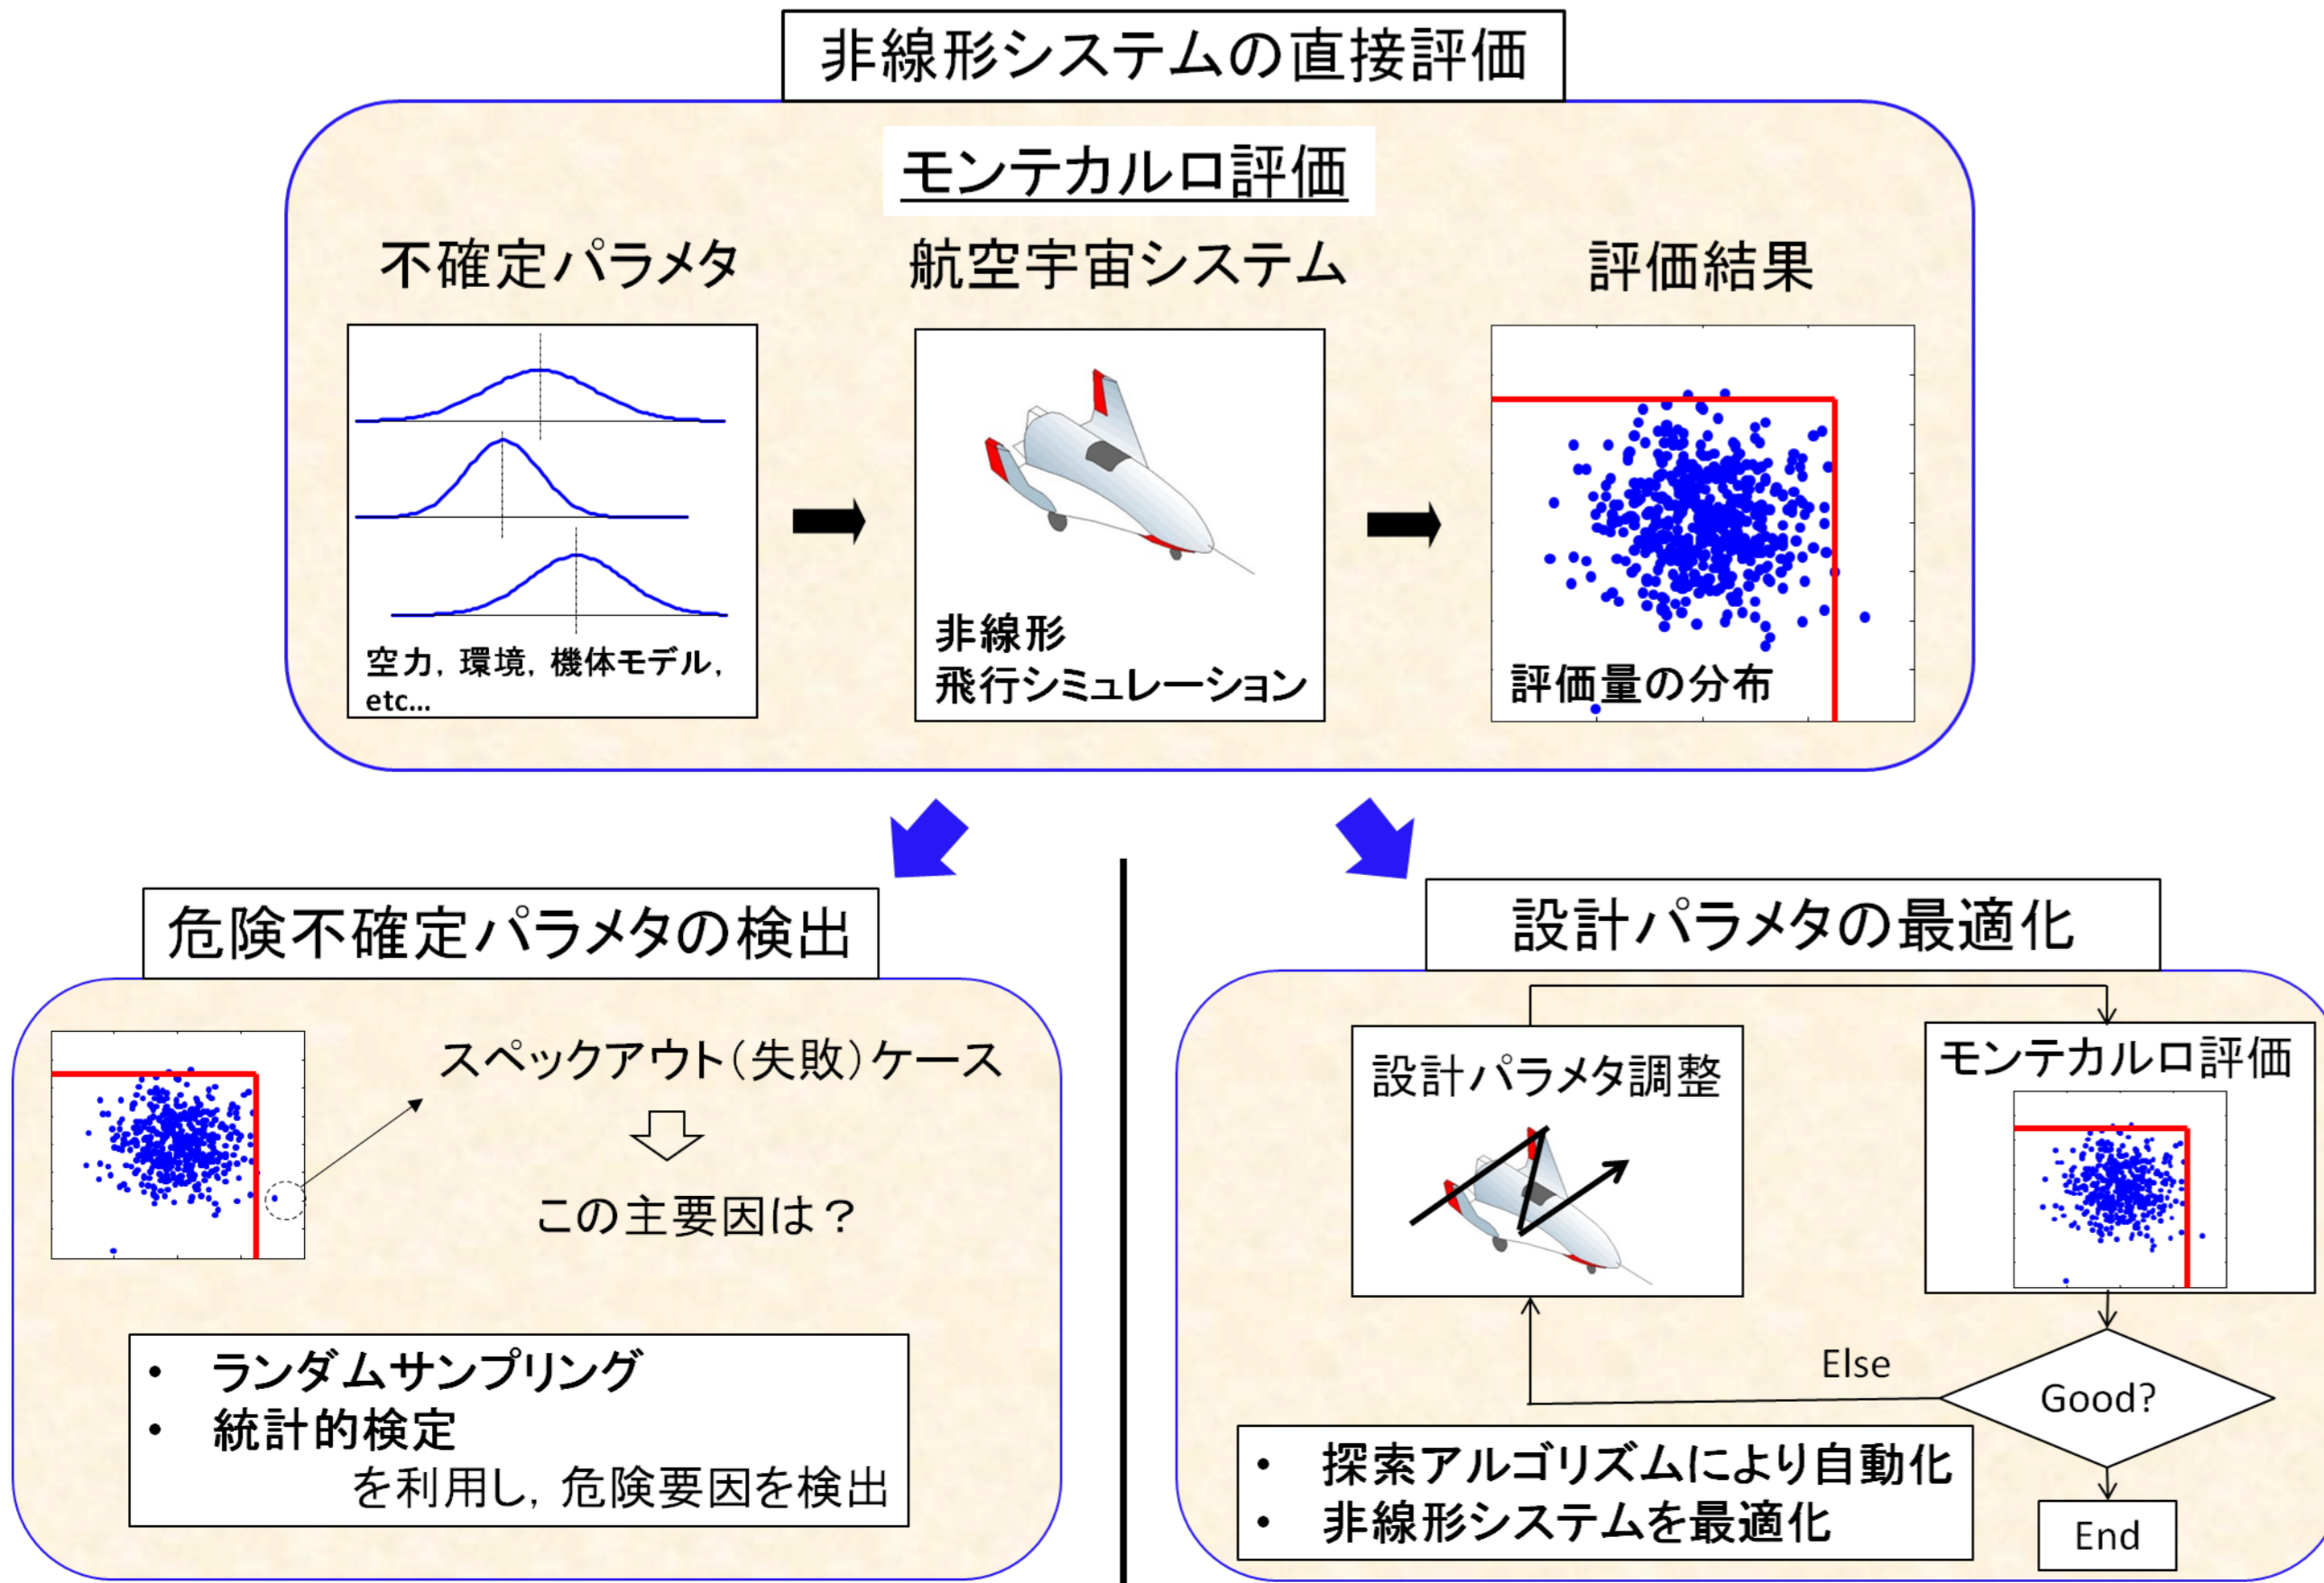 非線形システムの直接評価
モンテカルロ評価
不確定パラメタ
航空宇宙システム
評価結果
空力, 環境, 機体モデル,
etc...
非線形
飛行シミュレーション
評価量の分布
危険不確定パラメタの検出
スペックアウト(失敗)ケース
この主要因は?
• ランダムサンプリング
• 統計的検定
を利用し, 危険要因を検出
設計パラメタの最適化
設計パラメタ調整
モンテカルロ評価
Else
Good?
• 探索アルゴリズムにより自動化
• 非線形システムを最適化
End